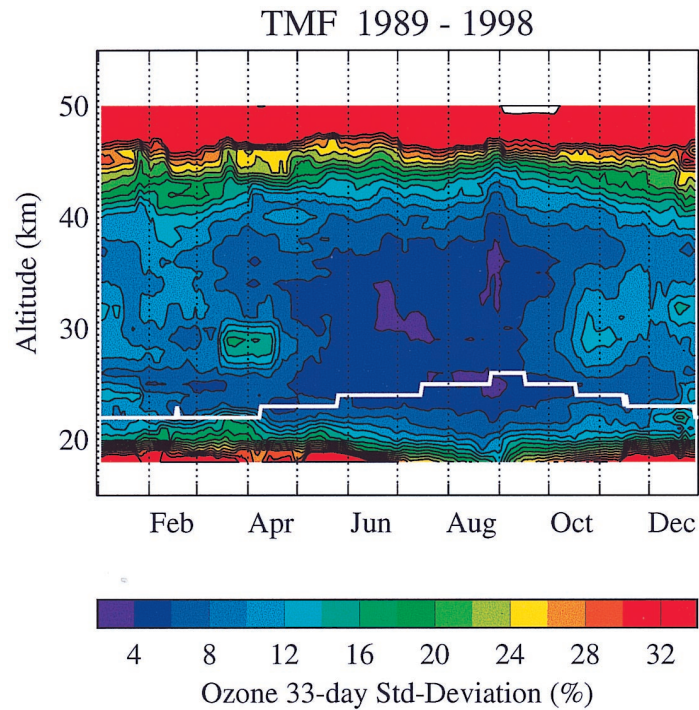 TMF 1989 - 1998
50
40
30
20
Altitude (km)
Feb Apr Jun Aug Oct Dec
4 8 12 16 20 24 28 32
Ozone 33-day Std-Deviation (%)